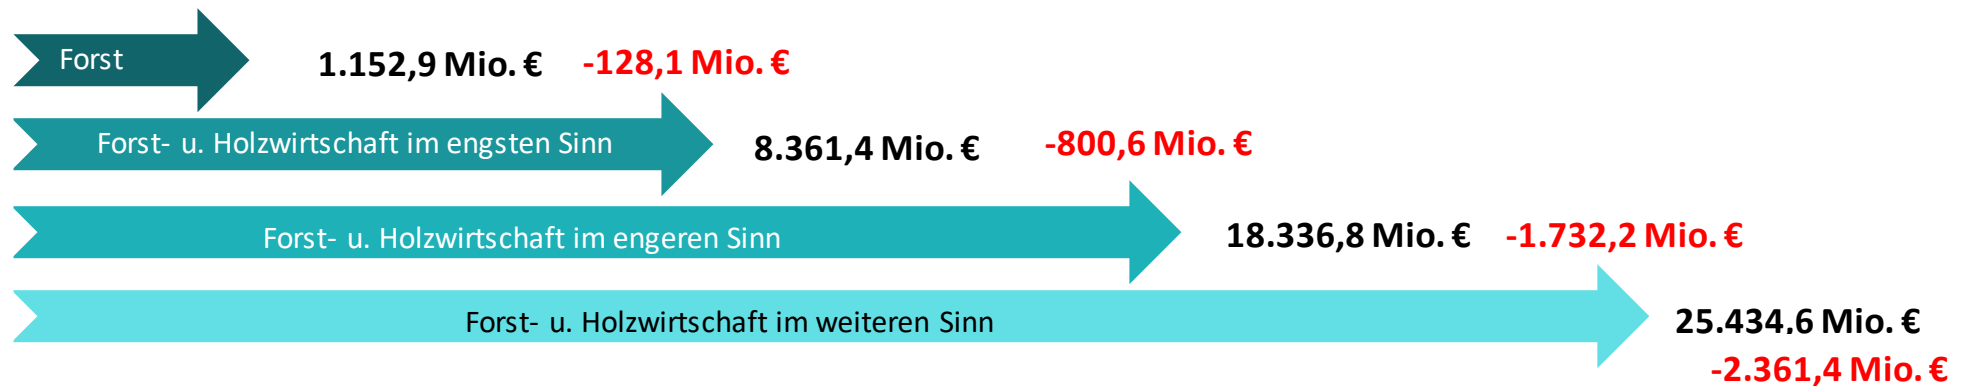 Forst 1.152,9 Mio. € -128,1 Mio. €
Forst- u. Holzwirtschaft im engsten Sinn 8.361,4 Mio. € -800,6 Mio. €
Forst- u. Holzwirtschaft im engeren Sinn 18.336,8 Mio. € -1.732,2 Mio. €
Forst- u. Holzwirtschaft im weiteren Sinn 25.434,6 Mio. €
-2.361,4 Mio. €